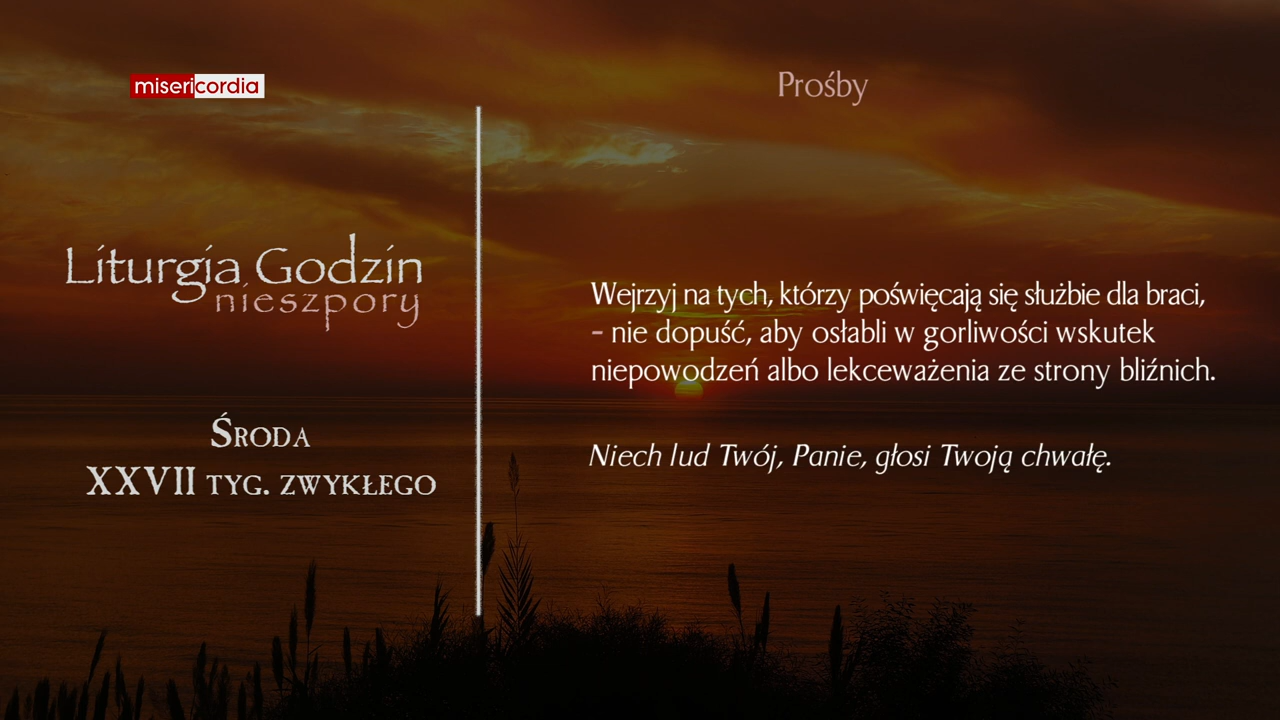 misericordia
Prośby
Liturgia Godzin
nieszpory
Środa
XXVII tyg. zwykłego
Wejrzyj na tych, którzy poświęcają się służbie dla braci,
- nie dopuść, aby osłabli w gorliwości wskutek
niepowodzeń albo lekceważenia ze strony bliźnich.
Niech lud Twój, Panie, głosi Twoją chwałę.